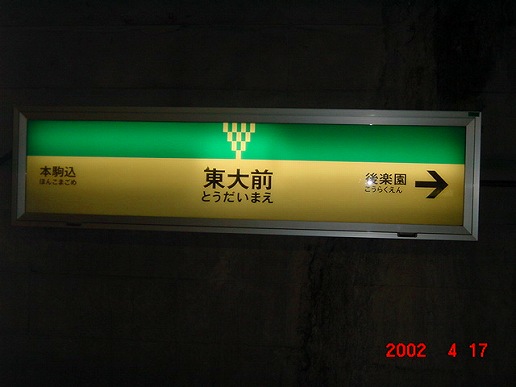 本駒込
ほんこまごめ
東大前
とうだいまえ
後楽園
こうらくえん
2002 4 17